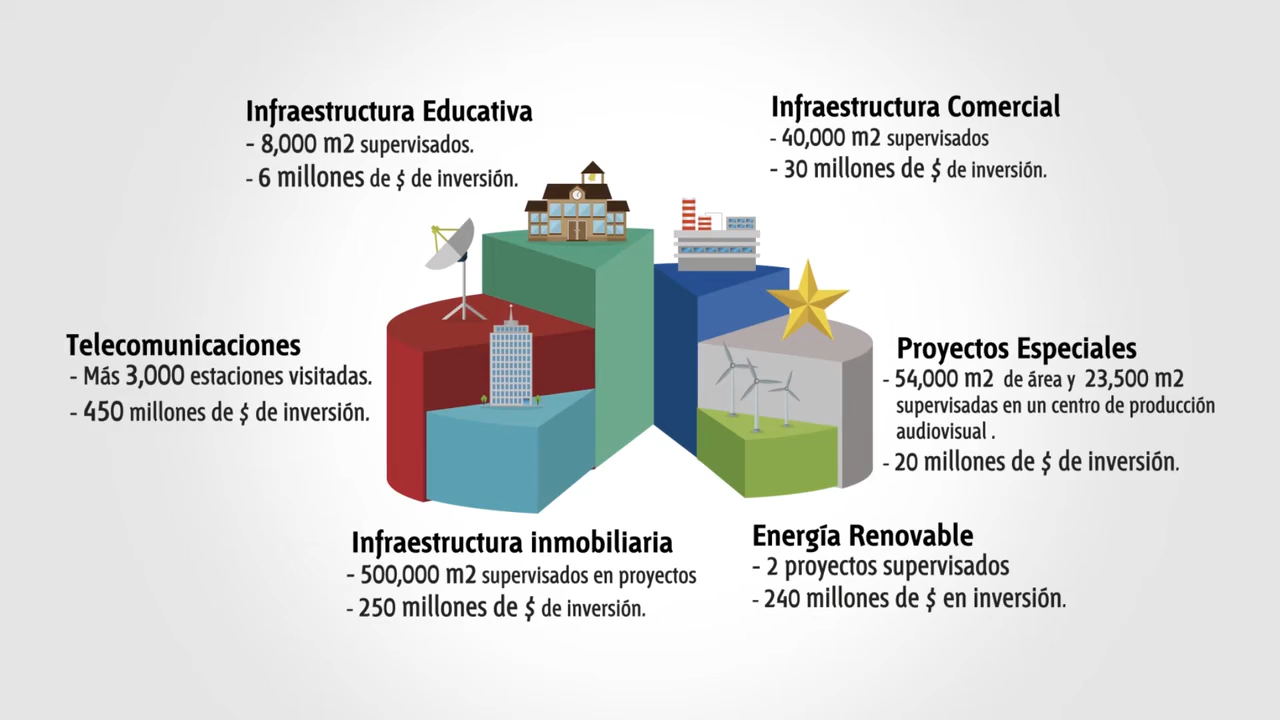 Infraestructura Educativa
- 8,000 m2 supervisados.
- 6 millones de $ de inversión.
Infraestructura Comercial
- 40,000 m2 supervisados
- 30 millones de $ de inversión.
Telecomunicaciones
- Más 3,000 estaciones visitadas.
- 450 millones de $ de inversión.
Proyectos Especiales
- 54,000 m2 de área y 23,500 m2
supervisadas en un centro de producción
audiovisual .
- 20 millones de $ de inversión.
Infraestructura inmobiliaria
- 500,000 m2 supervisados en proyectos
- 250 millones de $ de inversión.
Energía Renovable
- 2 proyectos supervisados
- 240 millones de $ en inversión.